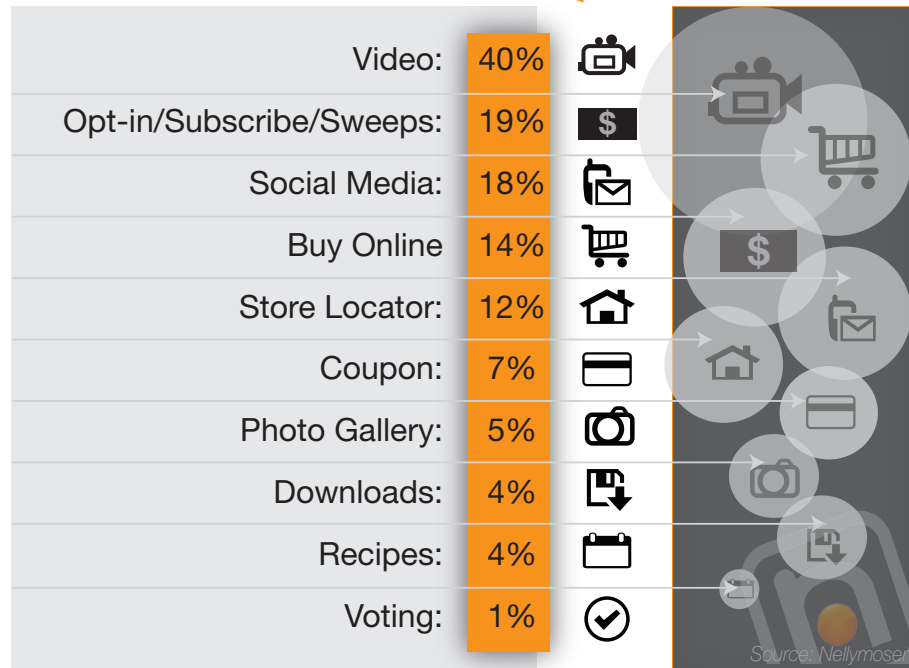 Video: 40%
Opt-in/Subscribe/Sweeps: 19% $
Social Media: 18%
Buy Online 14%
$
Store Locator: 12%
Coupon: 7%
Photo Gallery: 5%
Downloads: 4%
Recipes: 4%
Voting: 1%
Source: Nellymoser